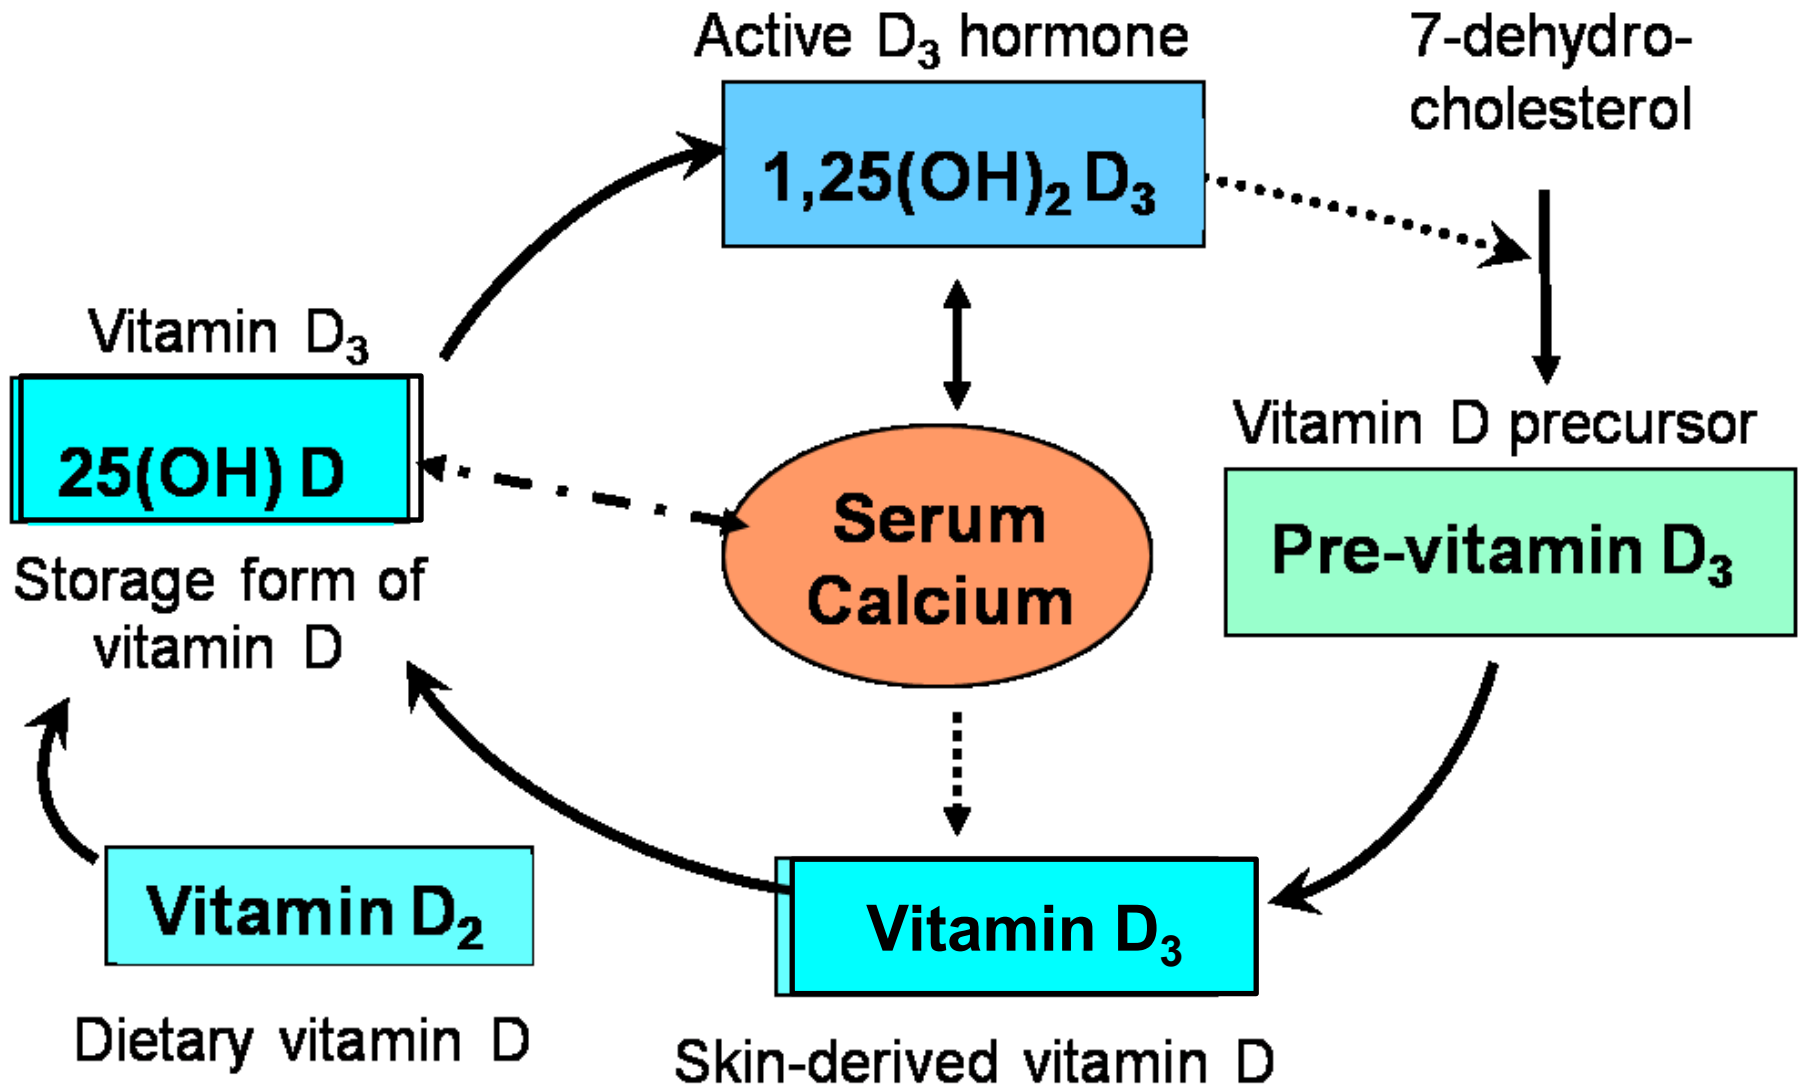 Active D₃ hormone
1,25(OH)₂ D₃
7-dehydro-
cholesterol
Vitamin D₃
25(OH) D
Storage form of
vitamin D
Serum
Calcium
Vitamin D precursor
Pre-vitamin D₃
Vitamin D₂
Dietary vitamin D
Vitamin D₃
Skin-derived vitamin D